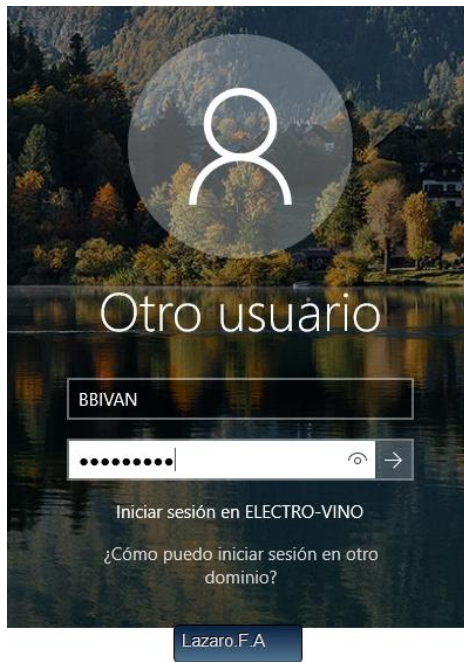 Otro usuario
BBIVAN
•••••••••
Iniciar sesión en ELECTRO-VINO
¿Cómo puedo iniciar sesión en otro
dominio?
Lazaro.F.A